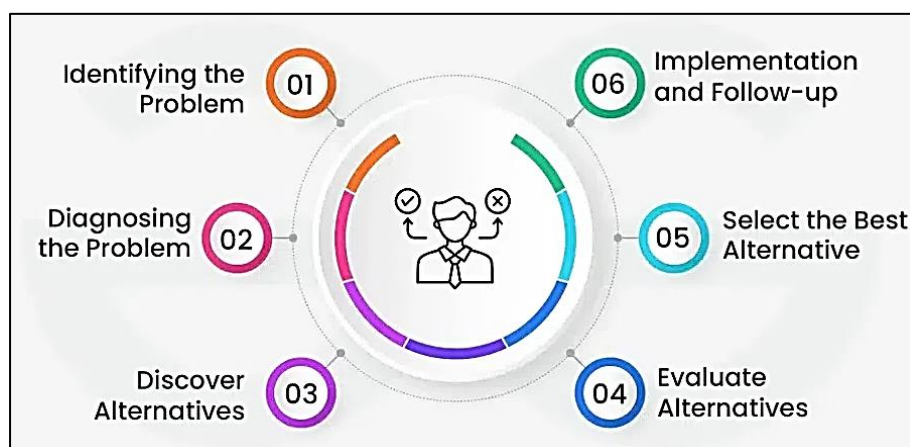 01
Identifying the
Problem
02
Diagnosing
the Problem
03
Discover
Alternatives
04
Evaluate
Alternatives
05
Select the Best
Alternative
06
Implementation
and Follow-up